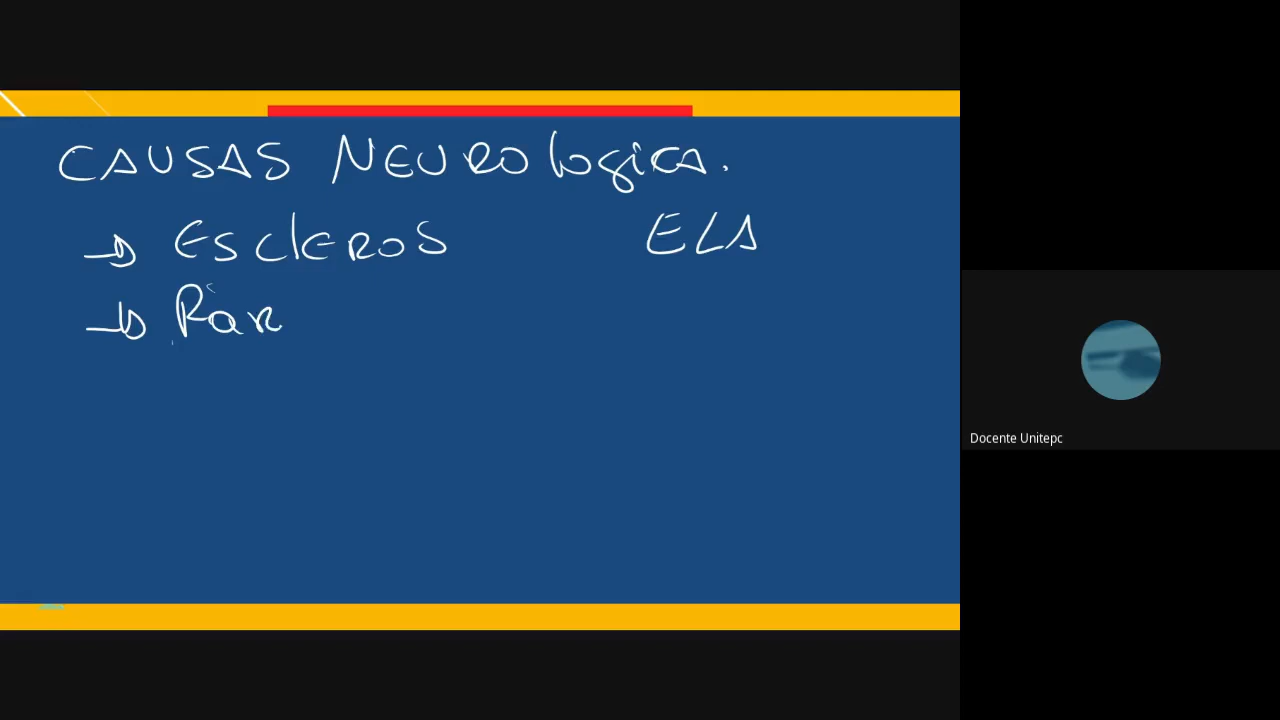 CAUSAS NEUROlogicA.
→ ESclEROS ELA
→ Par
Docente Unitepc